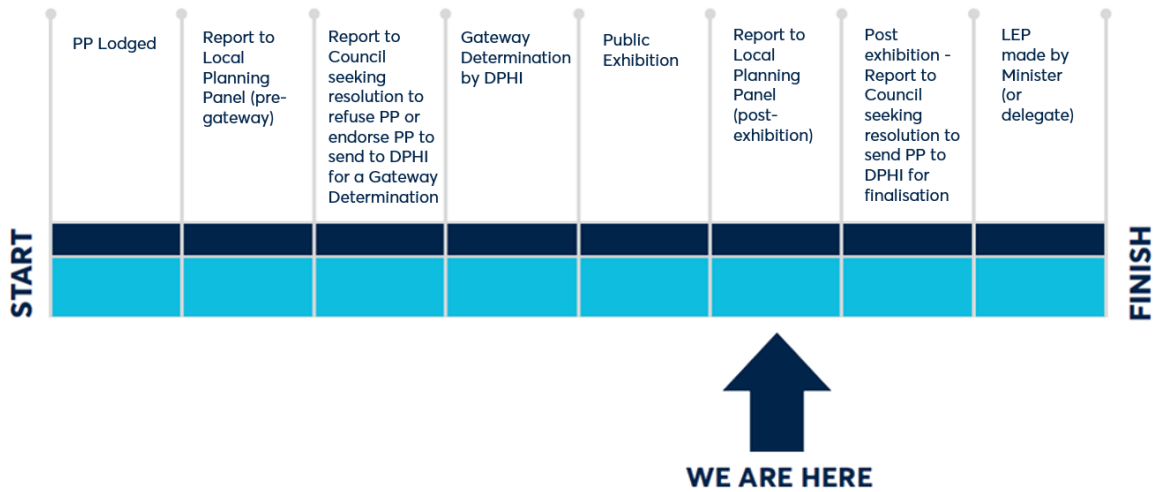 START
PP Lodged
Report to
Local
Planning
Panel (pre-
gateway)
Report to
Council
seeking
resolution to
refuse PP or
endorse PP to
send to DPHI
for a Gateway
Determination
Gateway
Determination
by DPHI
Public
Exhibition
Report to
Local
Planning
Panel
(post-
exhibition)
Post
exhibition -
Report to
Council
seeking
resolution to
send PP to
DPHI for
finalisation
LEP
made by
Minister
(or
delegate)
FINISH
WE ARE HERE